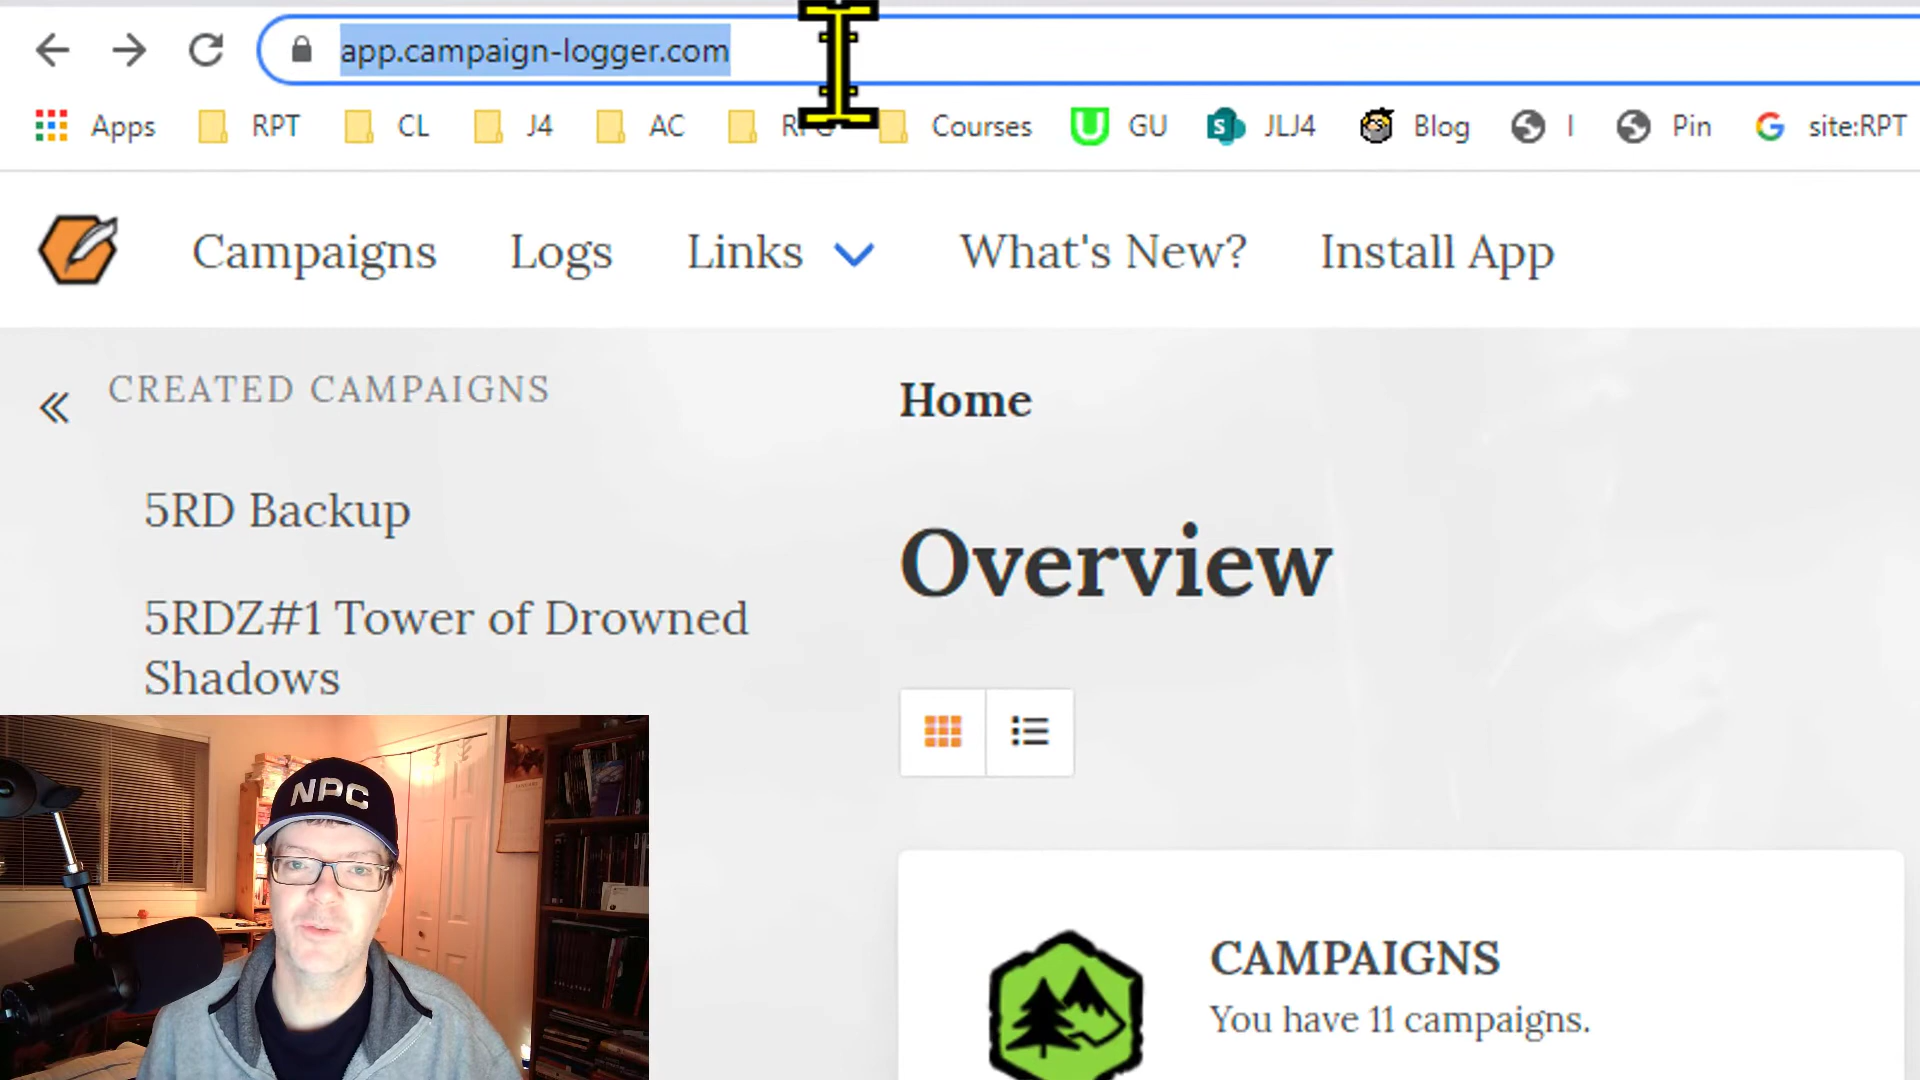 app.campaign-logger.com
Apps RPT CL J4 AC RPG Courses GU JLJ4 Blog I Pin site:RPT
Campaigns Logs Links What's New? Install App
CREATED CAMPAIGNS
5RD Backup
5RDZ#1 Tower of Drowned
Shadows
Home
Overview
CAMPAIGNS
You have 11 campaigns.
NPC